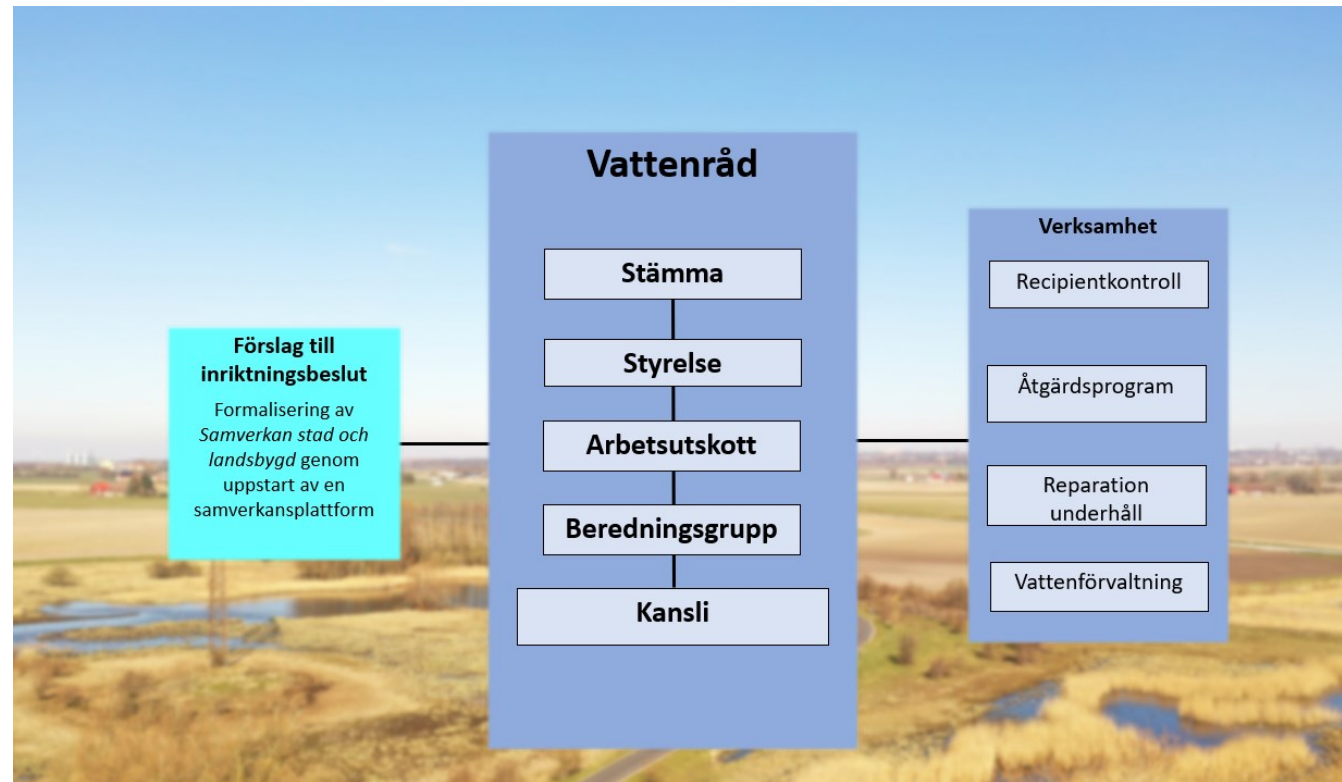 Förslag till
inriktningsbeslut
Formalisering av
Samverkan stad och
landsbygd genom
uppstart av en
samverkansplattform
Vattenråd
Stämma
Styrelse
Arbetsutskott
Beredningsgrupp
Kansli
Verksamhet
Recipientkontroll
Åtgärdsprogram
Reparation
underhåll
Vattenförvaltning